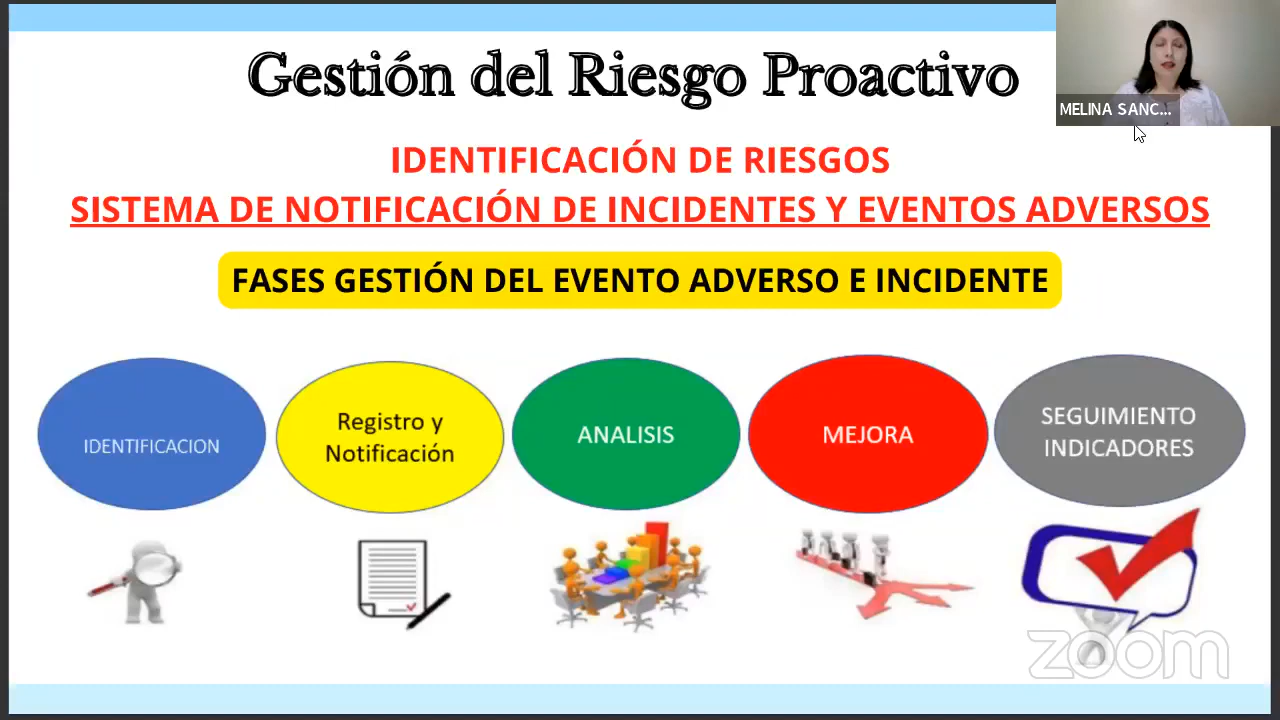 Gestión del Riesgo Proactivo
MELINA SANC...
IDENTIFICACIÓN DE RIESGOS
SISTEMA DE NOTIFICACIÓN DE INCIDENTES Y EVENTOS ADVERSOS
FASES GESTIÓN DEL EVENTO ADVERSO E INCIDENTE
IDENTIFICACION
Registro y
Notificación
ANALISIS
MEJORA
SEGUIMIENTO
INDICADORES
zoom